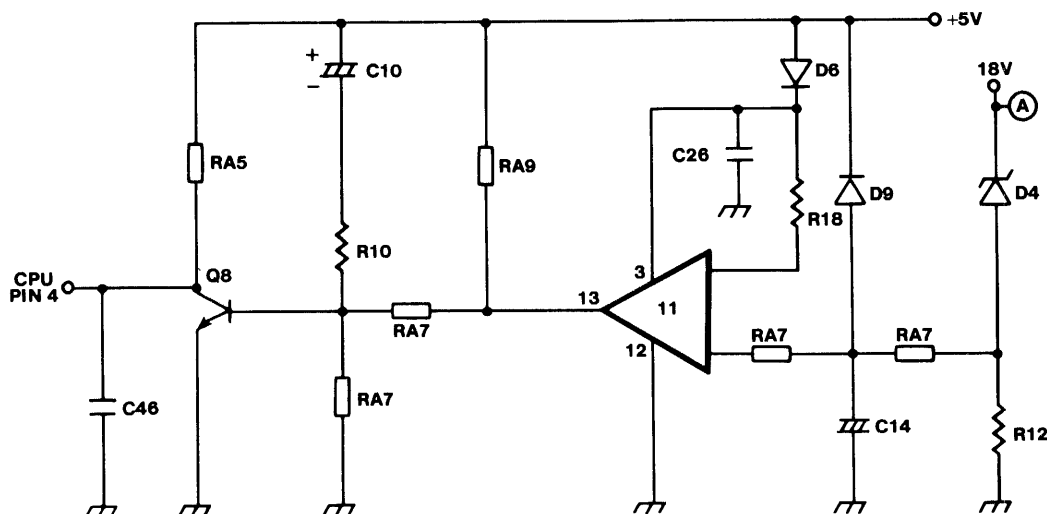 +5V
+
C10
−
D6
18V
A
C26
RA5
RA9
D9
D4
R18
R10
CPU
PIN 4
Q8
3
13
11
RA7
12
RA7
RA7
RA7
C46
C14
R12